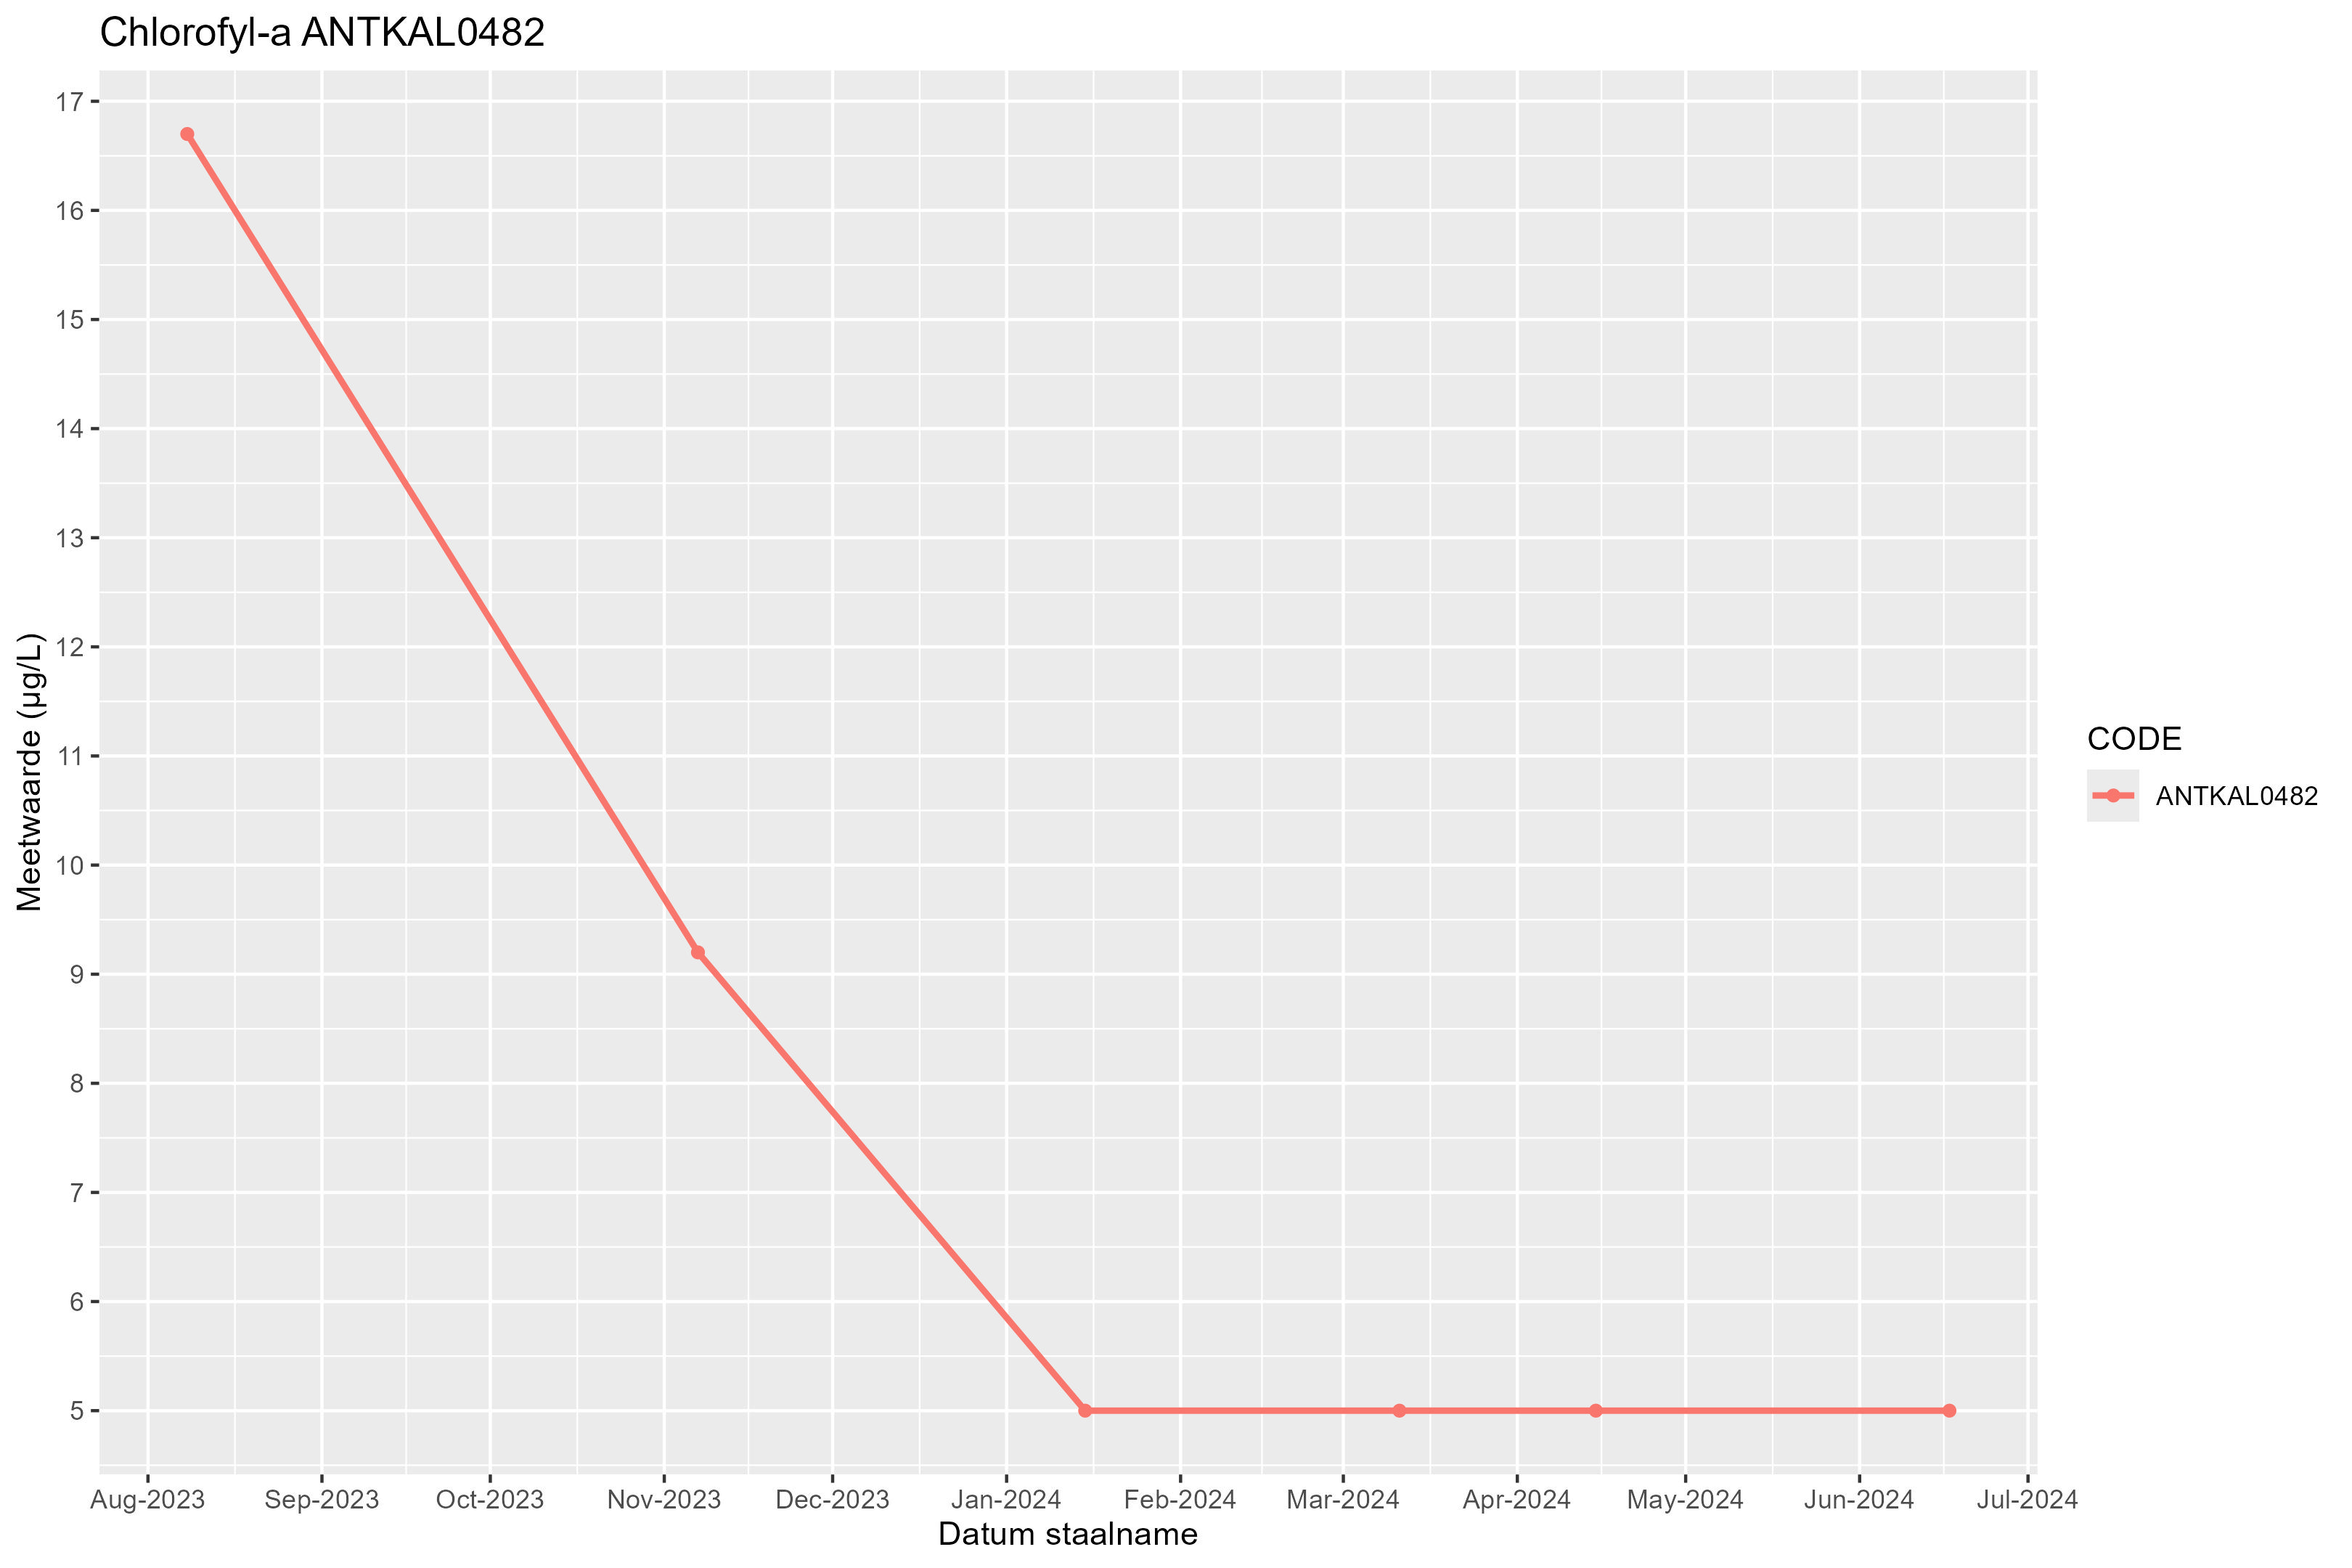 Chlorofyl-a ANTKAL0482
17
16
15
14
13
12
11
10
9
8
7
6
5
Meetwaarde (µg/L)
Aug-2023 Sep-2023 Oct-2023 Nov-2023 Dec-2023 Jan-2024 Feb-2024 Mar-2024 Apr-2024 May-2024 Jun-2024 Jul-2024
Datum staalname
CODE
ANTKAL0482